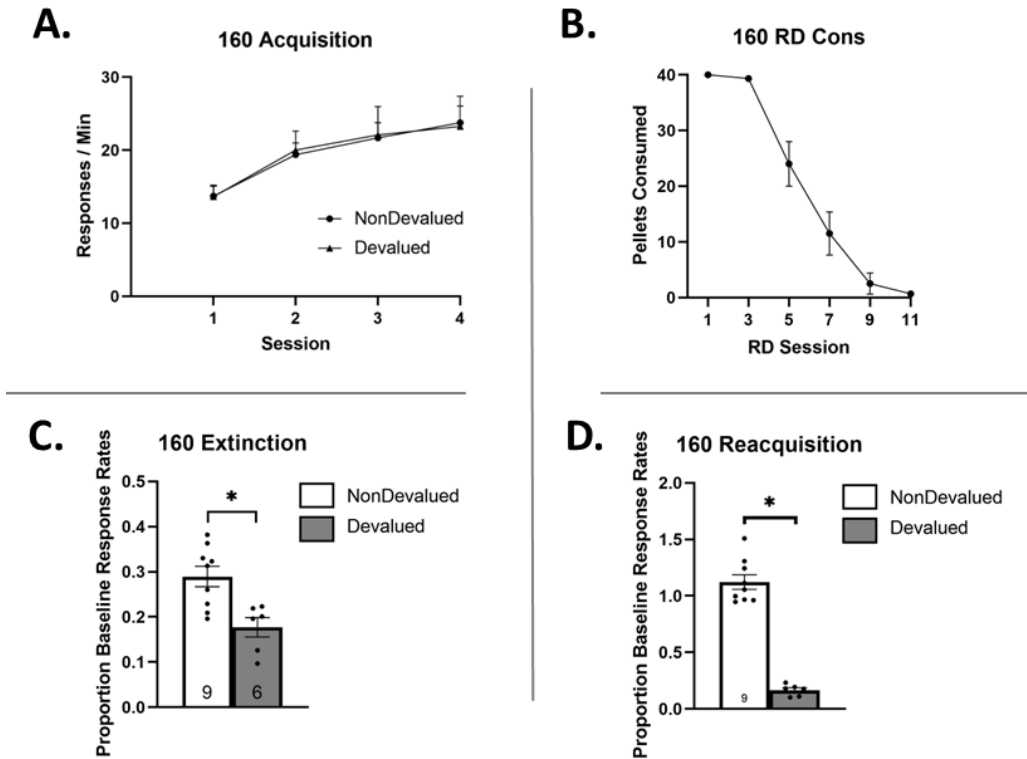 A.
160 Acquisition
Responses / Min
30
20
10
0
1 2 3 4
Session
NonDevalued
Devalued
B.
160 RD Cons
Pellets Consumed
40
30
20
10
0
1 3 5 7 9 11
RD Session
C.
160 Extinction
Proportion Baseline Response Rates
0.5
0.4
0.3
0.2
0.1
0.0
*
9 6
NonDevalued
Devalued
D.
160 Reacquisition
Proportion Baseline Response Rates
2.0
1.5
1.0
0.5
0.0
*
9
NonDevalued
Devalued